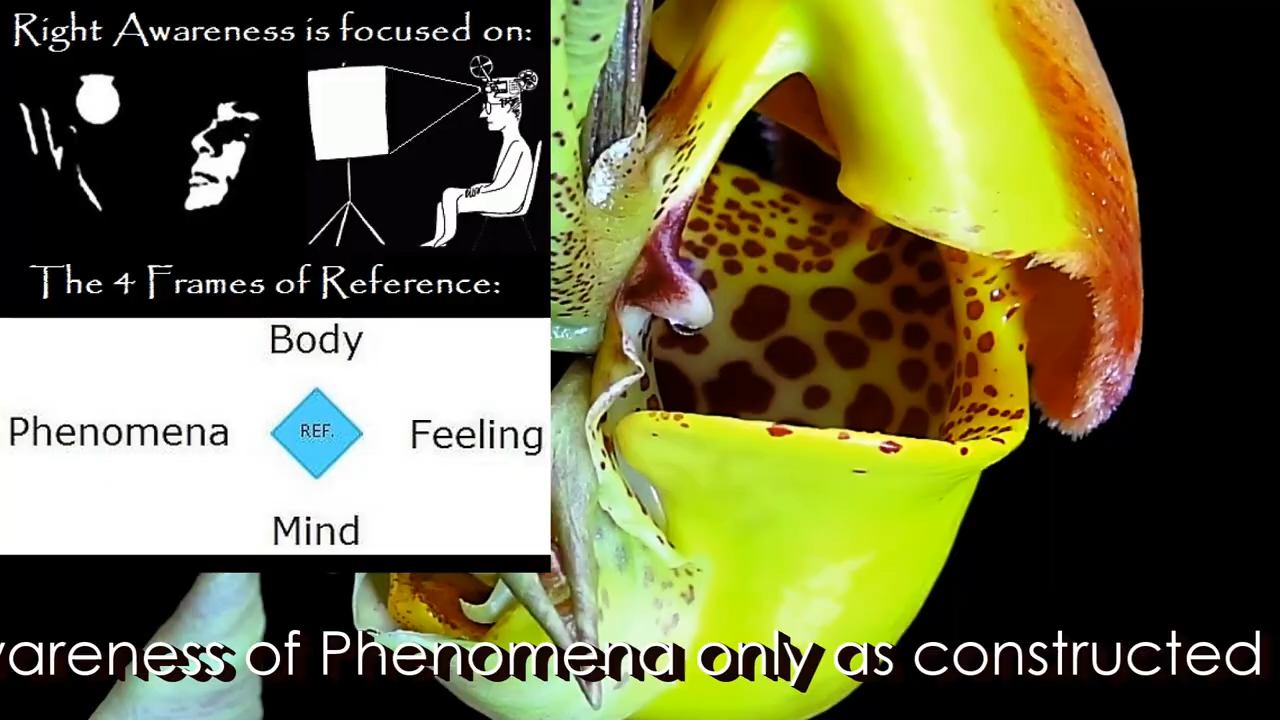 Right Awareness is focused on:
The 4 Frames of Reference:
Body
Phenomena REF. Feeling
Mind
wareness of Phenomena only as constructed